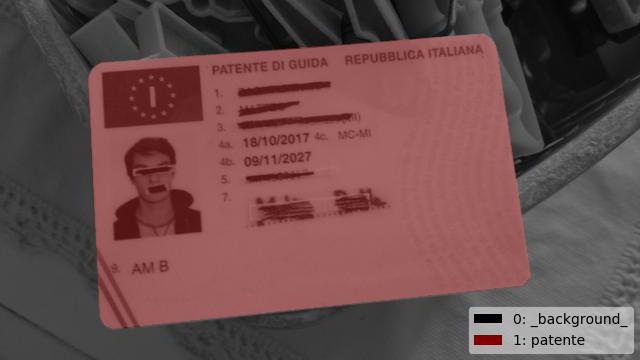 PATENTE DI GUIDA REPUBBLICA ITALIANA
I
1.
2.
3.
4a. 18/10/2017 4c. MC-MI
4b. 09/11/2027
5.
7.
9. AM B
0: _background_
1: patente